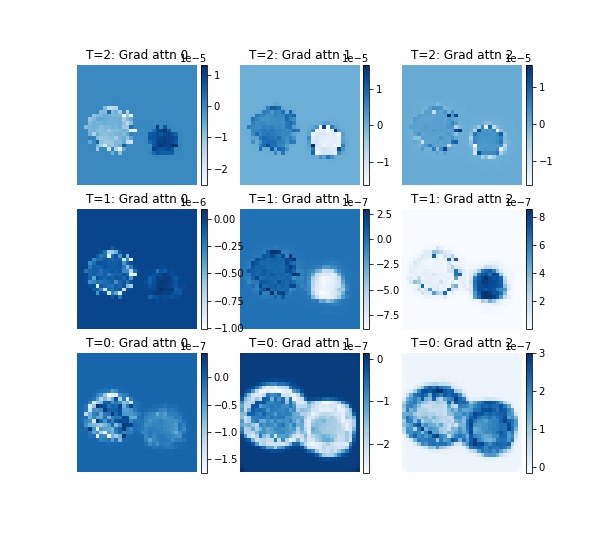 T=2: Grad attn 0
1e-5
T=2: Grad attn 1
1e-5
T=2: Grad attn 2
1e-5
1
0
−1
−2
1
0
−1
1
0
−1
T=1: Grad attn 0
1e-6
T=1: Grad attn 1
1e-7
T=1: Grad attn 2
1e-7
0.00
−0.25
−0.50
−0.75
−1.00
2.5
0.0
−2.5
−5.0
−7.5
8
6
4
2
T=0: Grad attn 0
1e-7
T=0: Grad attn 1
1e-7
T=0: Grad attn 2
1e-7
0.0
−0.5
−1.0
−1.5
0
−1
−2
3
2
1
0